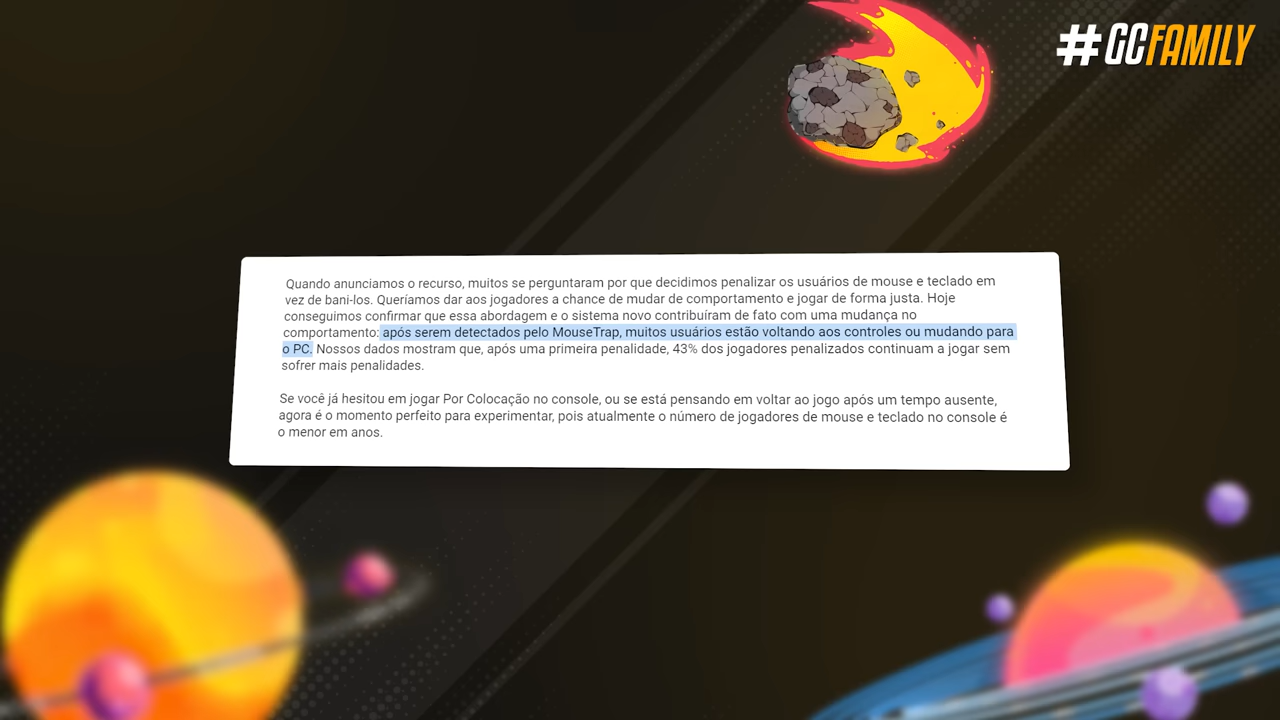 #GCFAMILY
Quando anunciamos o recurso, muitos se perguntaram por que decidimos penalizar os usuários de mouse e teclado em
vez de bani-los. Queríamos dar aos jogadores a chance de mudar de comportamento e jogar de forma justa. Hoje
conseguimos confirmar que essa abordagem e o sistema novo contribuíram de fato com uma mudança no
comportamento: após serem detectados pelo MouseTrap, muitos usuários estão voltando aos controles ou mudando para
o PC. Nossos dados mostram que, após uma primeira penalidade, 43% dos jogadores penalizados continuam a jogar sem
sofrer mais penalidades.
Se você já hesitou em jogar Por Colocação no console, ou se está pensando em voltar ao jogo após um tempo ausente,
agora é o momento perfeito para experimentar, pois atualmente o número de jogadores de mouse e teclado no console é
o menor em anos.